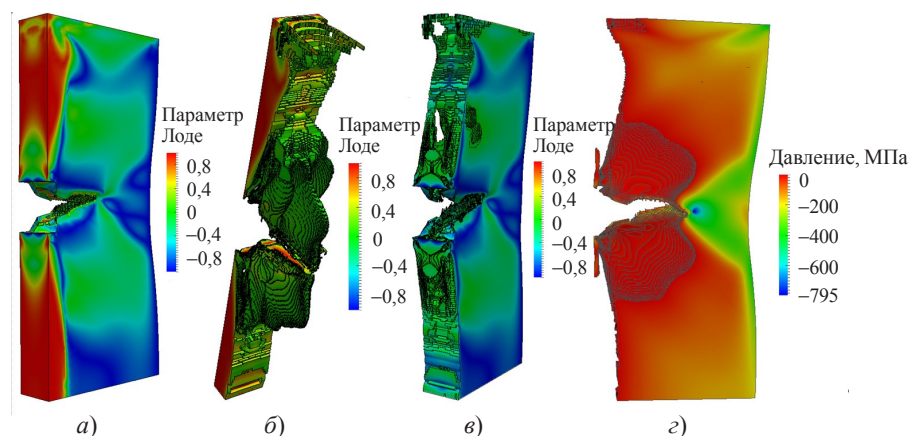 Параметр
Лоде
0,8
0,4
0
–0,4
–0,8
Параметр
Лоде
0,8
0,4
0
–0,4
–0,8
Параметр
Лоде
0,8
0,4
0
–0,4
–0,8
Давление, МПа
0
–200
–400
–600
–795
а) б) в) г)